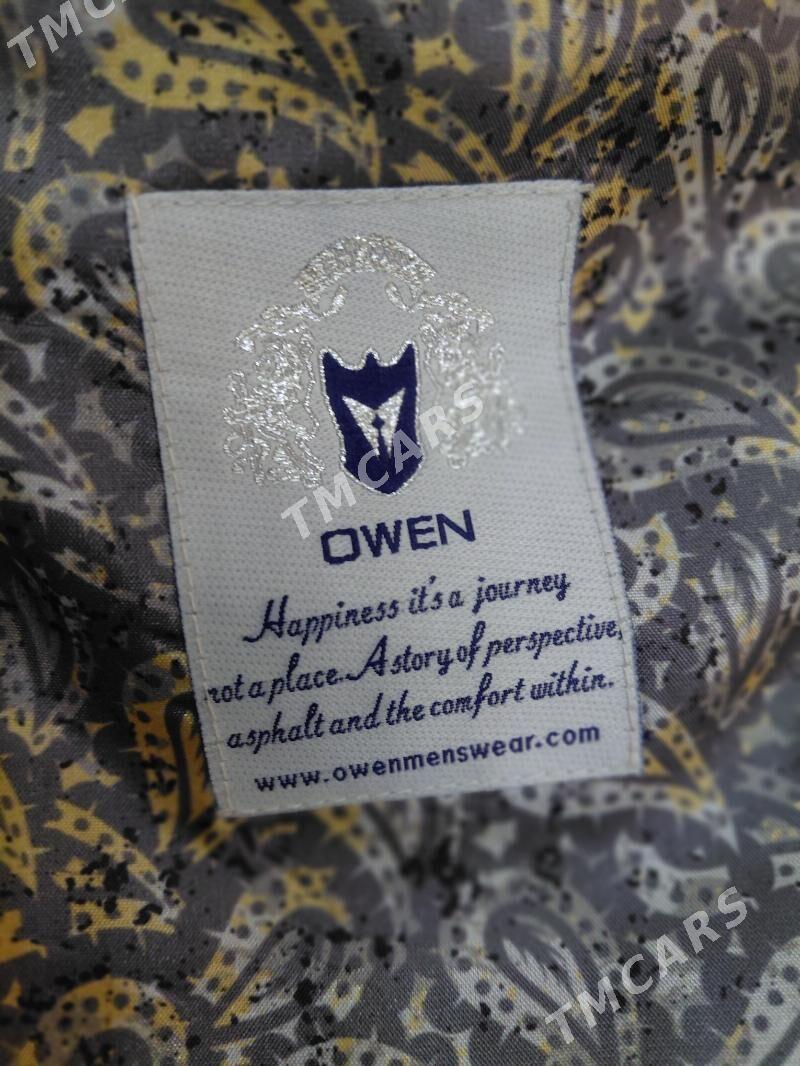 TMCARS
TMCARS
OWEN
Happiness it's a journey
not a place. A story of perspective,
asphalt and the comfort within.
www.owenmenswear.com
TMCARS